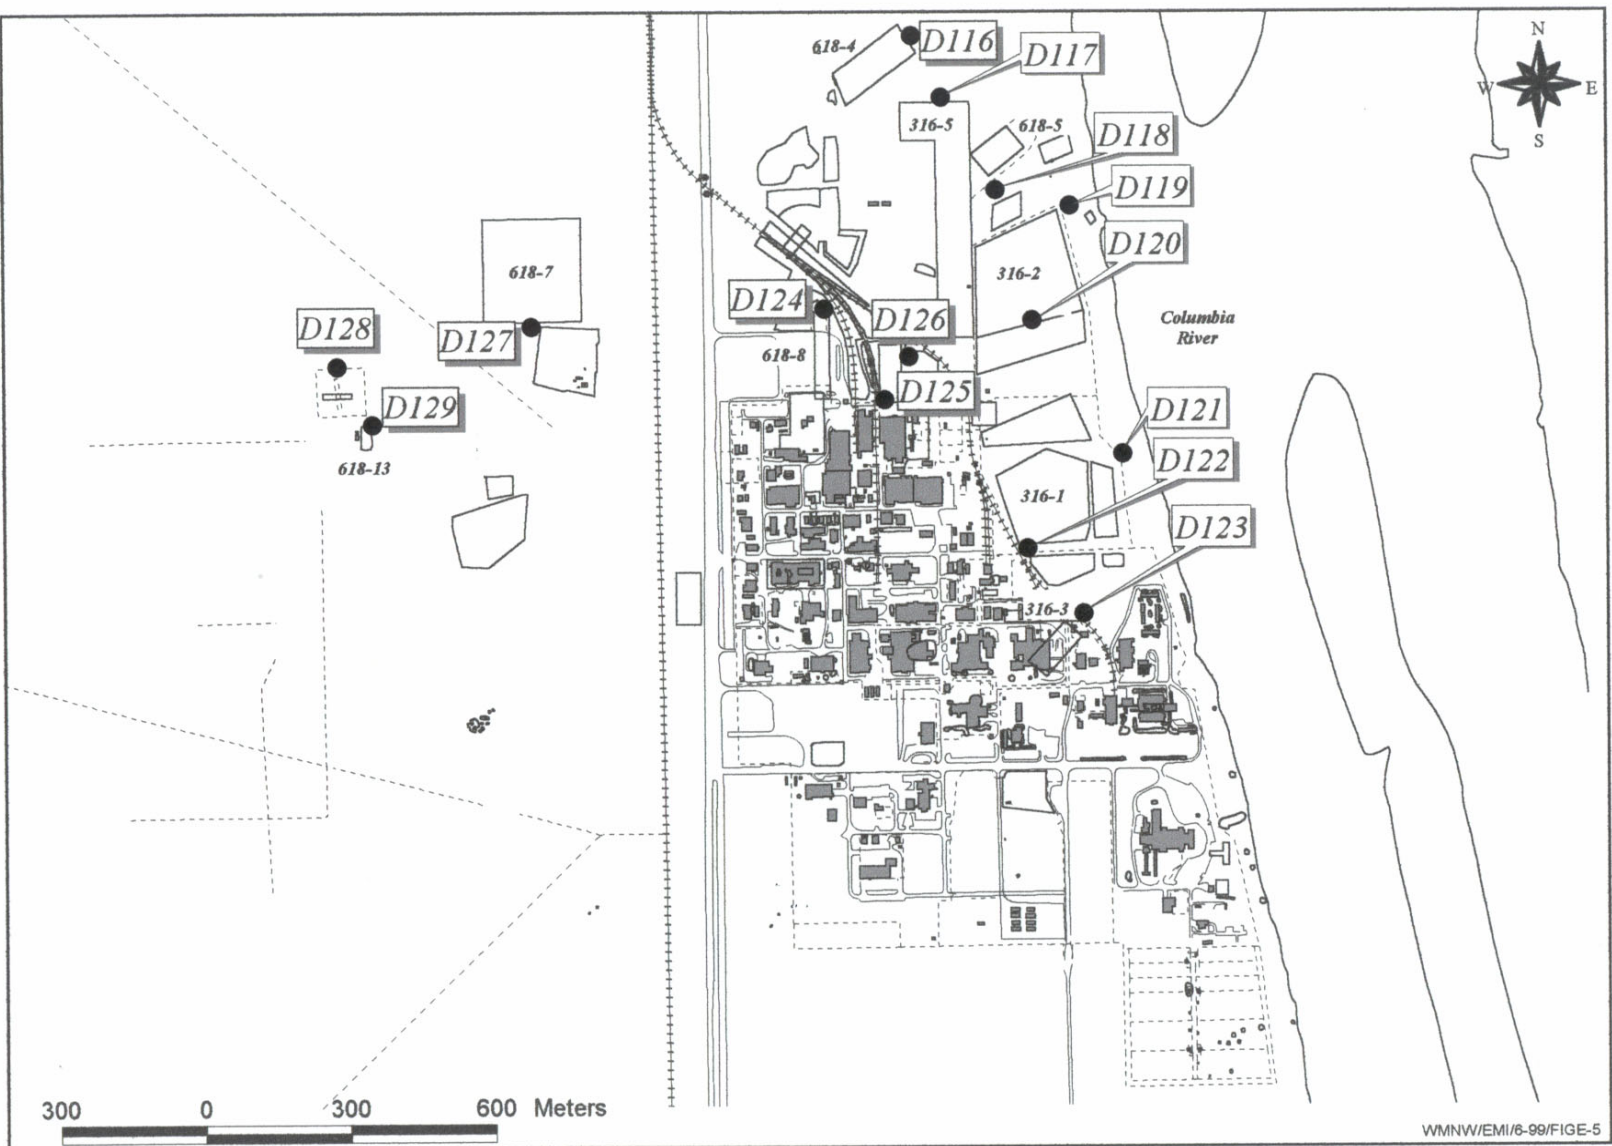 N
W
E
S
618-4
D116
D117
316-5
618-5
D118
D119
D120
316-2
618-7
D124
D126
D128
D127
618-8
Columbia
River
D125
D129
D121
618-13
D122
316-1
D123
316-3
300 0 300 600 Meters
WMNW/EMI/6-99/FIGE-5